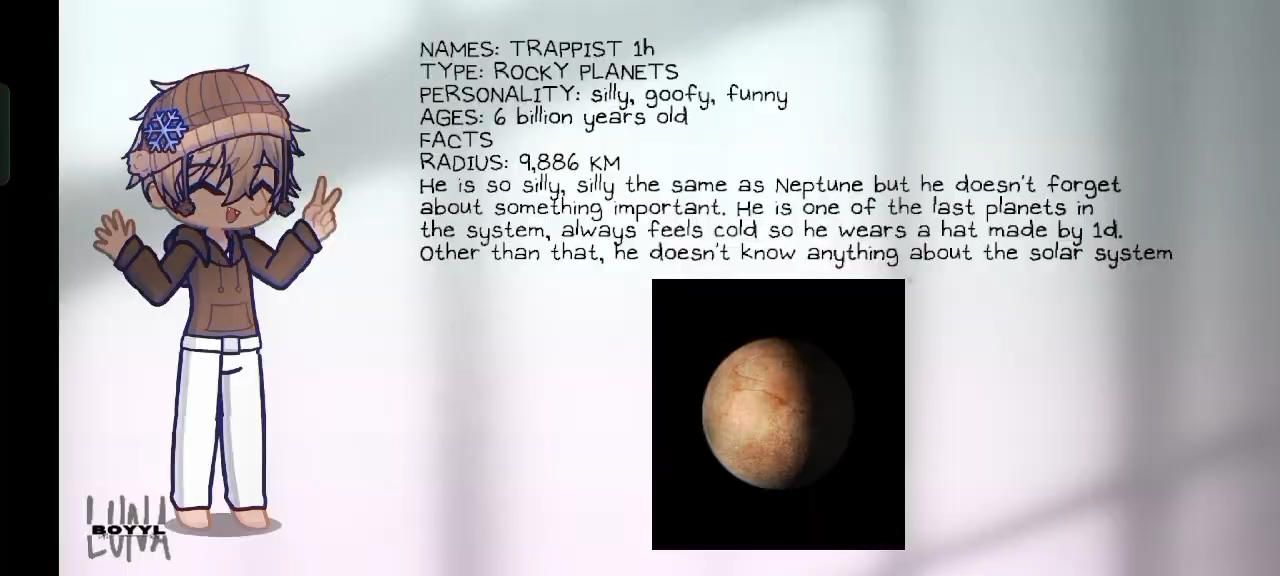 NAMES: TRAPPIST 1h
TYPE: ROCKY PLANETS
PERSONALITY: silly, goofy, funny
AGES: 6 billion years old
FACTS
RADIUS: 9,886 KM
He is so silly, silly the same as Neptune but he doesn't forget
about something important. He is one of the last planets in
the system, always feels cold so he wears a hat made by 1d.
Other than that, he doesn't know anything about the solar system
LUNA
BOYYL
LUNA